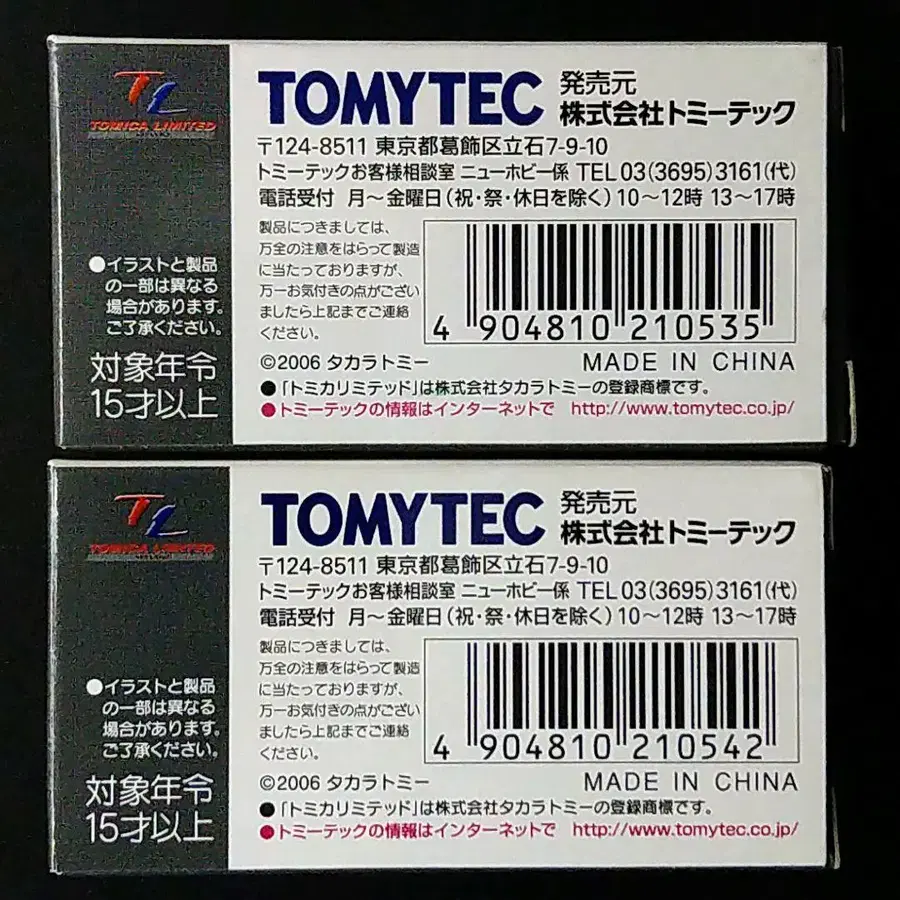 TL
TOMICA LIMITED
●イラストと製品
の一部は異なる
場合があります。
ご了承ください。
対象年令
15才以上
TOMYTEC
発売元
株式会社トミーテック
〒124-8511 東京都葛飾区立石7-9-10
トミーテックお客様相談室 ニューホビー係 TEL 03(3695)3161(代)
電話受付 月～金曜日(祝・祭・休日を除く) 10～12時 13～17時
製品につきましては、
万全の注意をはらって製造
に当たっておりますが、
万一お気付きの点がござい
ましたら上記までご連絡
ください。
4 904810 210535
©2006 タカラトミー
MADE IN CHINA
●「トミカリミテッド」は株式会社タカラトミーの登録商標です。
●トミーテックの情報はインターネットで http://www.tomytec.co.jp/
TL
TOMICA LIMITED
●イラストと製品
の一部は異なる
場合があります。
ご了承ください。
対象年令
15才以上
TOMYTEC
発売元
株式会社トミーテック
〒124-8511 東京都葛飾区立石7-9-10
トミーテックお客様相談室 ニューホビー係 TEL 03(3695)3161(代)
電話受付 月～金曜日(祝・祭・休日を除く) 10～12時 13～17時
製品につきましては、
万全の注意をはらって製造
に当たっておりますが、
万一お気付きの点がござい
ましたら上記までご連絡
ください。
4 904810 210542
©2006 タカラトミー
MADE IN CHINA
●「トミカリミテッド」は株式会社タカラトミーの登録商標です。
●トミーテックの情報はインターネットで http://www.tomytec.co.jp/